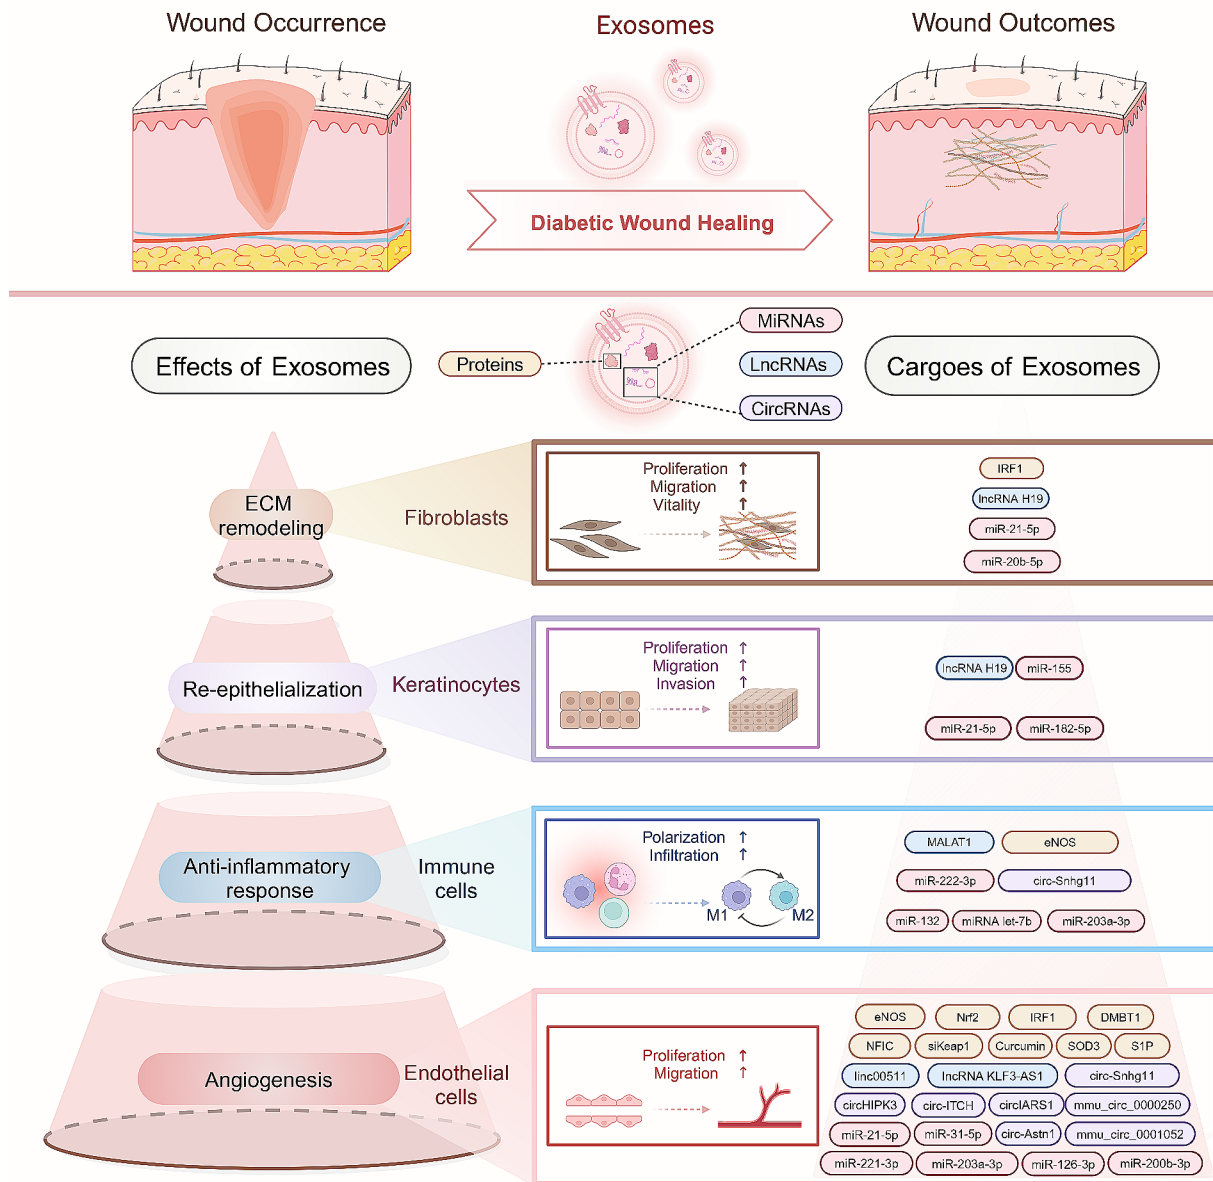 Wound Occurrence
Exosomes
Wound Outcomes
Diabetic Wound Healing
Effects of Exosomes
Proteins
MiRNAs
LncRNAs
CircRNAs
Cargoes of Exosomes
ECM
remodeling
Fibroblasts
Proliferation ↑
Migration ↑
Vitality ↑
IRF1
lncRNA H19
miR-21-5p
miR-20b-5p
Re-epithelialization
Keratinocytes
Proliferation ↑
Migration ↑
Invasion ↑
lncRNA H19 miR-155
miR-21-5p miR-182-5p
Anti-inflammatory
response
Immune
cells
Polarization ↑
Infiltration ↑
M1 M2
MALAT1 eNOS
miR-222-3p circ-Snhg11
miR-132 miRNA let-7b miR-203a-3p
Angiogenesis
Endothelial
cells
Proliferation ↑
Migration ↑
eNOS Nrf2 IRF1 DMBT1
NFIC siKeap1 Curcumin SOD3 S1P
linc00511 lncRNA KLF3-AS1 circ-Snhg11
circHIPK3 circ-ITCH circIARS1 mmu_circ_0000250
miR-21-5p miR-31-5p circ-Astn1 mmu_circ_0001052
miR-221-3p miR-203a-3p miR-126-3p miR-200b-3p